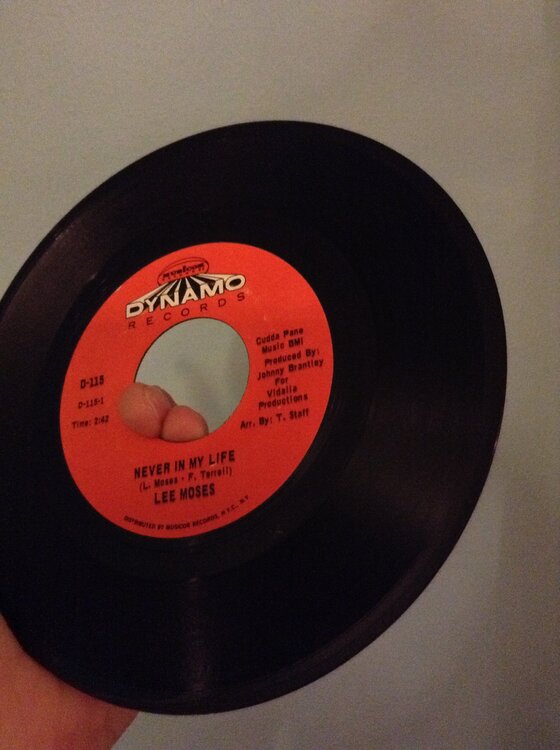 DYNAMO
RECORDS
D-115
D-115-1
Time: 2:42
Cudda Pane
Music BMI
Produced By:
Johnny Brantley
For
Vidalia
Productions
Arr. By: T. Staff
NEVER IN MY LIFE
(L. Moses - F. Terrell)
LEE MOSES
DISTRIBUTED BY MUSICOR RECORDS, N.Y.C., N.Y.